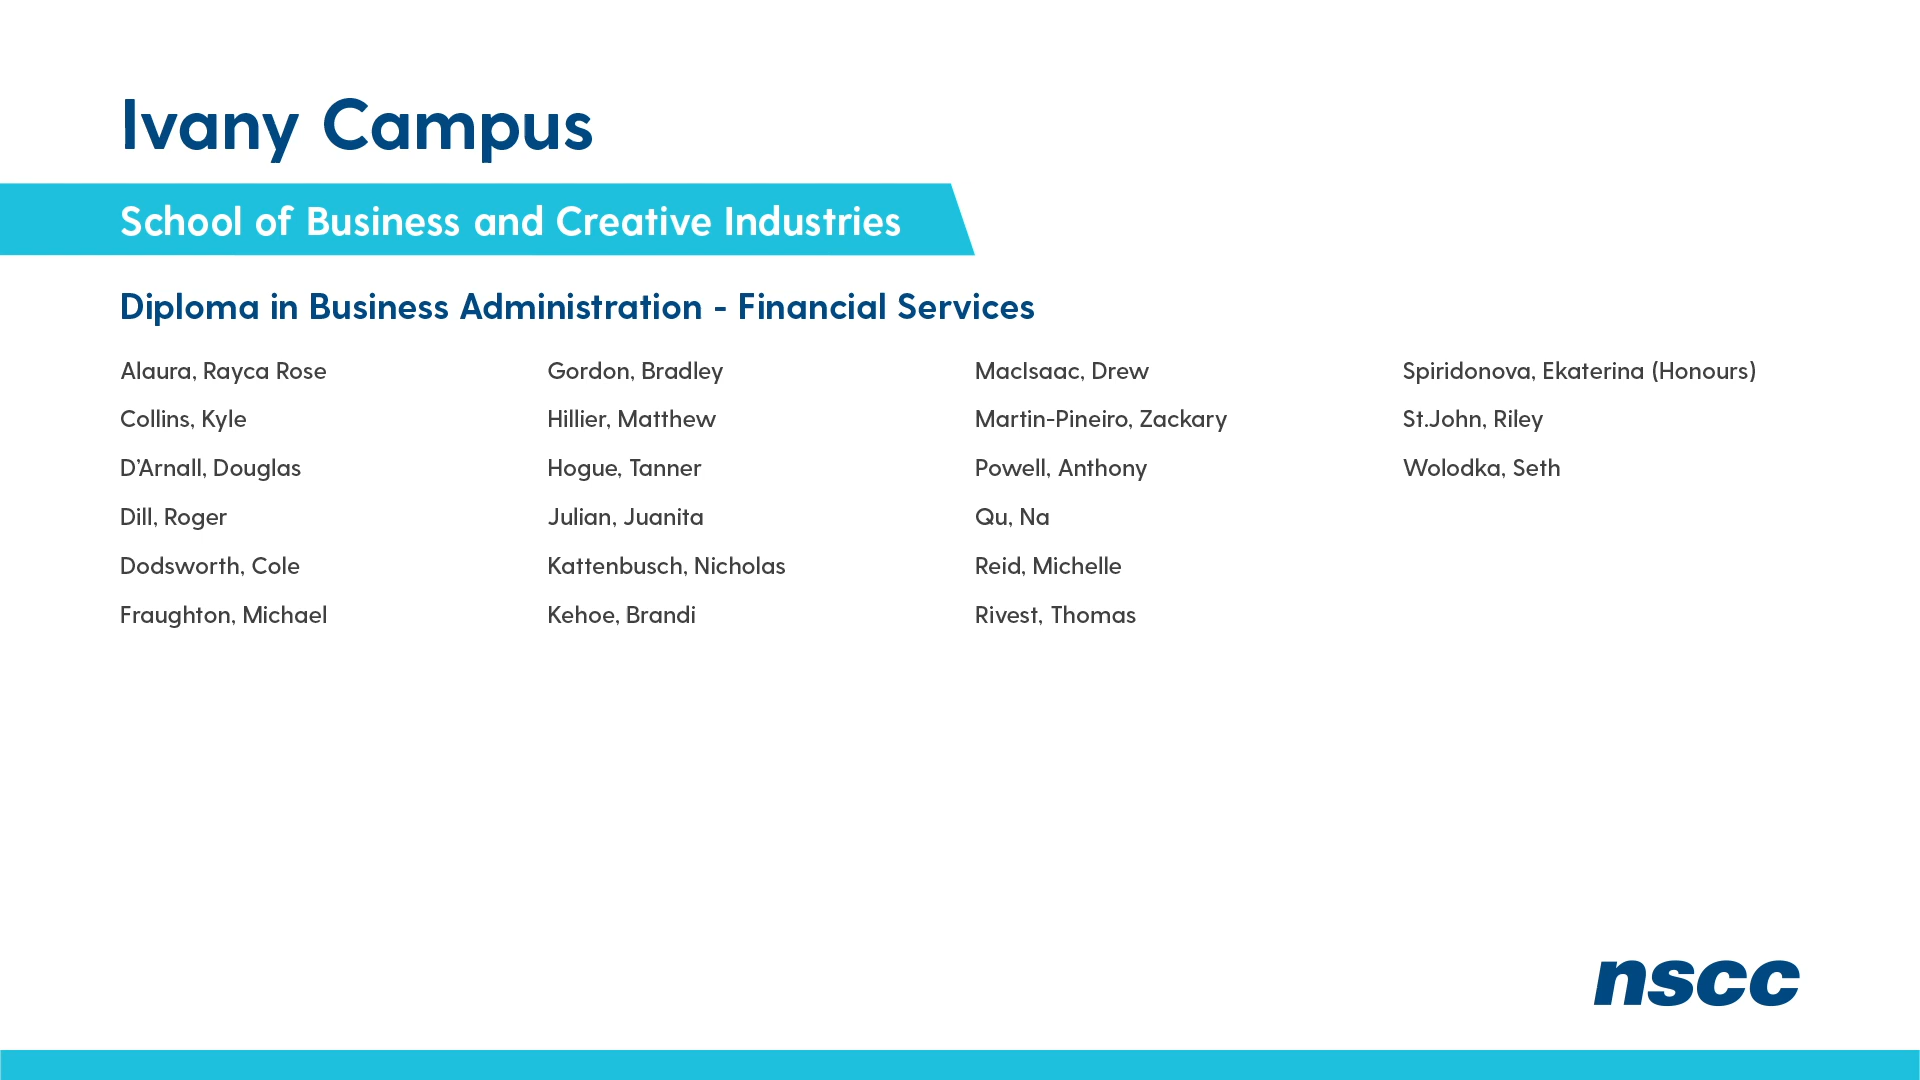 Ivany Campus
School of Business and Creative Industries
Diploma in Business Administration - Financial Services
Alaura, Rayca Rose
Collins, Kyle
D’Arnall, Douglas
Dill, Roger
Dodsworth, Cole
Fraughton, Michael
Gordon, Bradley
Hillier, Matthew
Hogue, Tanner
Julian, Juanita
Kattenbusch, Nicholas
Kehoe, Brandi
MacIsaac, Drew
Martin-Pineiro, Zackary
Powell, Anthony
Qu, Na
Reid, Michelle
Rivest, Thomas
Spiridonova, Ekaterina (Honours)
St.John, Riley
Wolodka, Seth
nscc